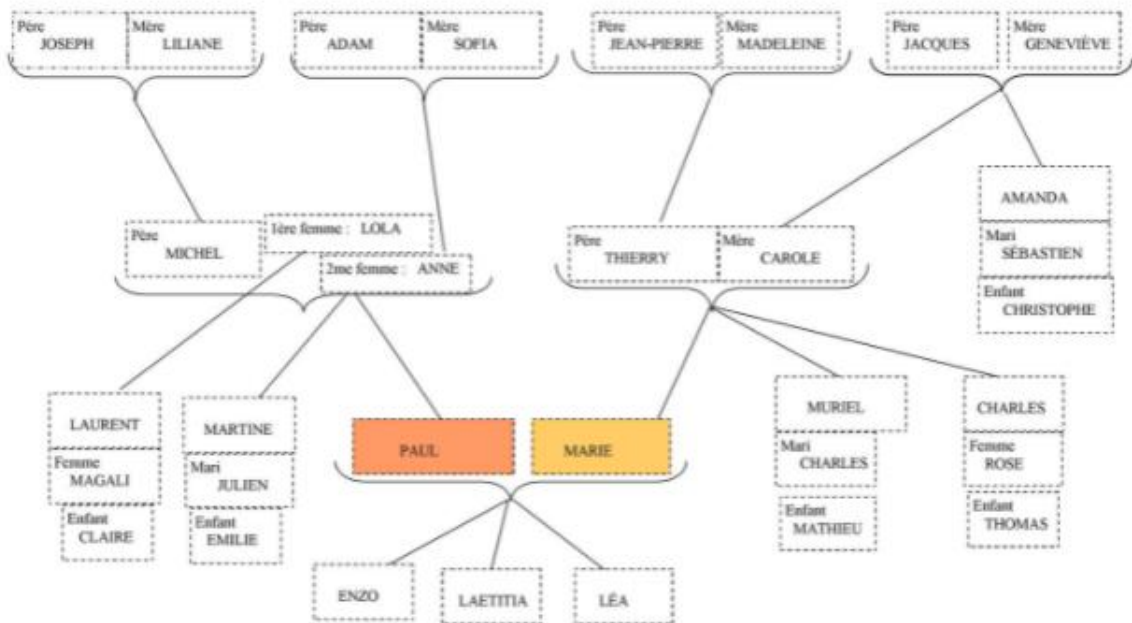 Père
JOSEPH
Mère
LILIANE
Père
ADAM
Mère
SOFIA
Père
JEAN-PIERRE
Mère
MADELEINE
Père
JACQUES
Mère
GENEVIÈVE
AMANDA
Mari
SÉBASTIEN
Enfant
CHRISTOPHE
Père
MICHEL
1ère femme : LOLA
2me femme : ANNE
Père
THIERRY
Mère
CAROLE
LAURENT
Femme
MAGALI
Enfant
CLAIRE
MARTINE
Mari
JULIEN
Enfant
EMILIE
PAUL
MARIE
MURIEL
Mari
CHARLES
Enfant
MATHIEU
CHARLES
Femme
ROSE
Enfant
THOMAS
ENZO
LAETITIA
LÉA